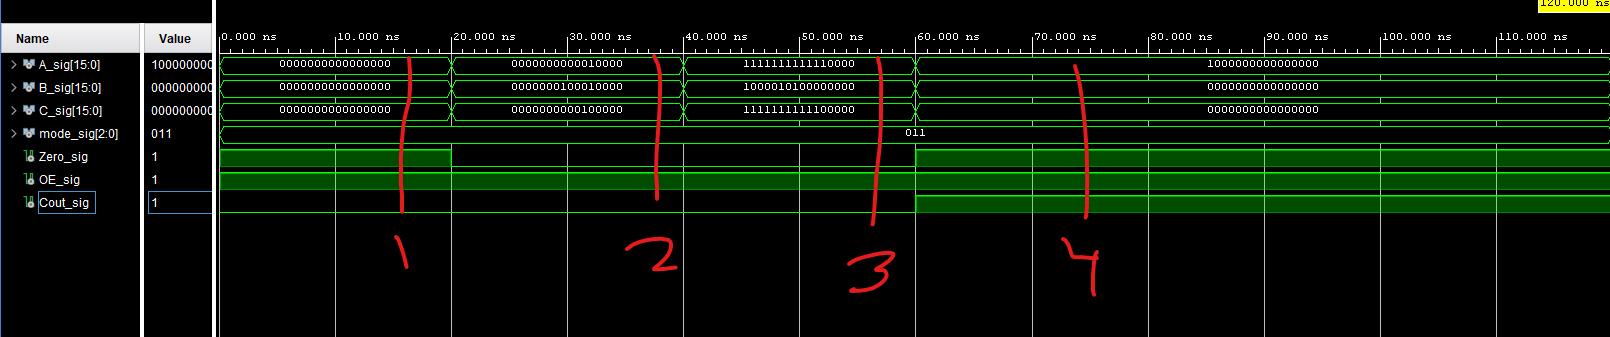 120.000 ns
Name Value 0.000 ns 10.000 ns 20.000 ns 30.000 ns 40.000 ns 50.000 ns 60.000 ns 70.000 ns 80.000 ns 90.000 ns 100.000 ns 110.000 ns
A_sig[15:0] 100000000 0000000000000000 0000000000010000 1111111111110000 1000000000000000
B_sig[15:0] 000000000 0000000000000000 0000000100010000 1000010100000000 0000000000000000
C_sig[15:0] 000000000 0000000000000000 0000000000100000 1111111111100000 0000000000000000
mode_sig[2:0] 011 011
Zero_sig 1
OE_sig 1
Cout_sig 1
1 2 3 4